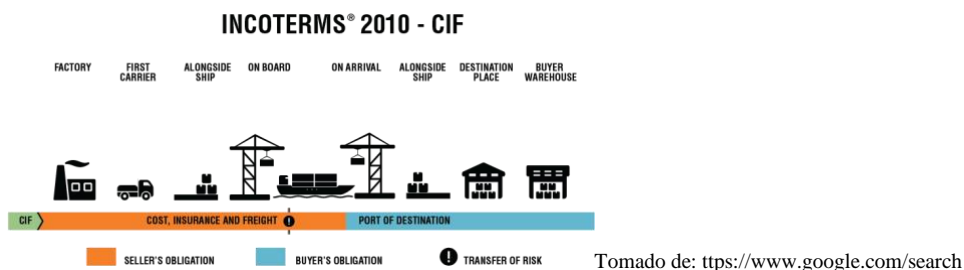 INCOTERMS® 2010 - CIF
FACTORY
FIRST
CARRIER
ALONGSIDE
SHIP
ON BOARD
ON ARRIVAL
ALONGSIDE
SHIP
DESTINATION
PLACE
BUYER
WAREHOUSE
CIF
COST, INSURANCE AND FREIGHT !
PORT OF DESTINATION
SELLER'S OBLIGATION
BUYER'S OBLIGATION
! TRANSFER OF RISK
Tomado de: ttps://www.google.com/search